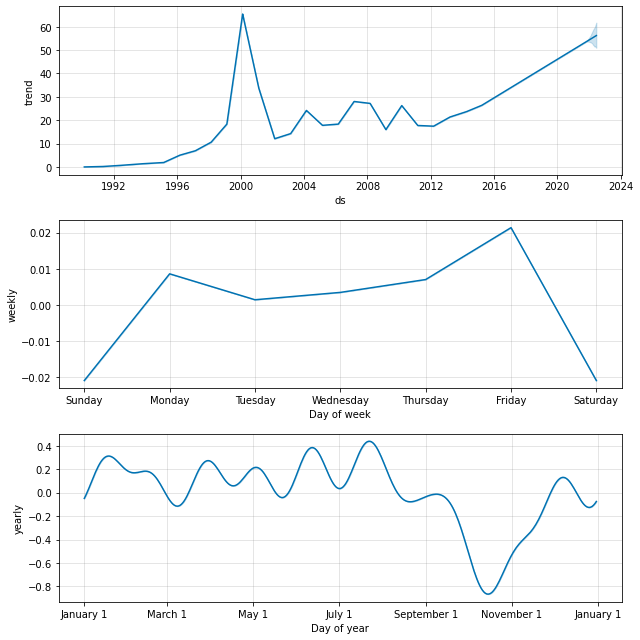 60
50
40
30
20
10
0
trend
1992 1996 2000 2004 2008 2012 2016 2020 2024
ds
0.02
0.01
0.00
−0.01
−0.02
weekly
Sunday Monday Tuesday Wednesday Thursday Friday Saturday
Day of week
0.4
0.2
0.0
−0.2
−0.4
−0.6
−0.8
yearly
January 1 March 1 May 1 July 1 September 1 November 1 January 1
Day of year